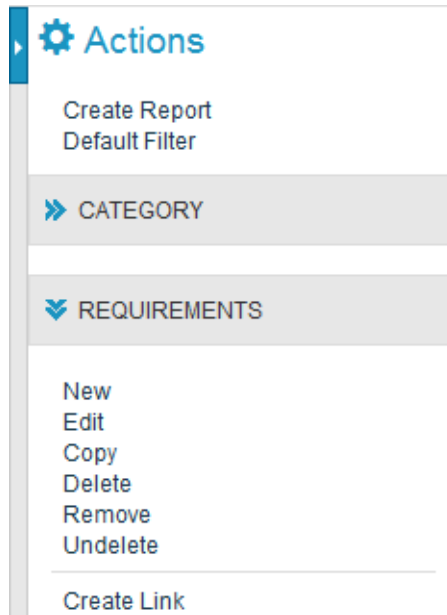 Actions
Create Report
Default Filter
CATEGORY
REQUIREMENTS
New
Edit
Copy
Delete
Remove
Undelete
Create Link